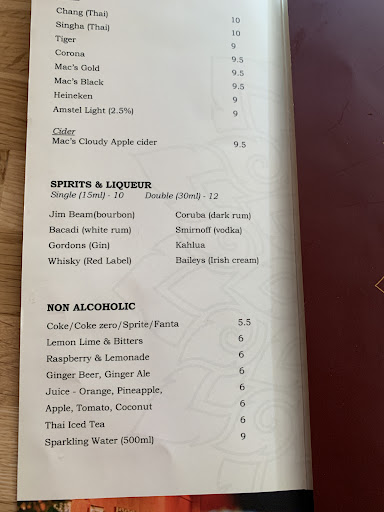 Chang (Thai) 10
Singha (Thai) 10
Tiger 9
Corona 9.5
Mac's Gold 9.5
Mac's Black 9.5
Heineken 9
Amstel Light (2.5%) 9
Cider
Mac's Cloudy Apple cider 9.5
SPIRITS & LIQUEUR
Single (15ml) - 10 Double (30ml) - 12
Jim Beam(bourbon) Coruba (dark rum)
Bacadi (white rum) Smirnoff (vodka)
Gordons (Gin) Kahlua
Whisky (Red Label) Baileys (Irish cream)
NON ALCOHOLIC
Coke/Coke zero/Sprite/Fanta 5.5
Lemon Lime & Bitters 6
Raspberry & Lemonade 6
Ginger Beer, Ginger Ale 6
Juice - Orange, Pineapple, 6
Apple, Tomato, Coconut 6
Thai Iced Tea 6
Sparkling Water (500ml) 9